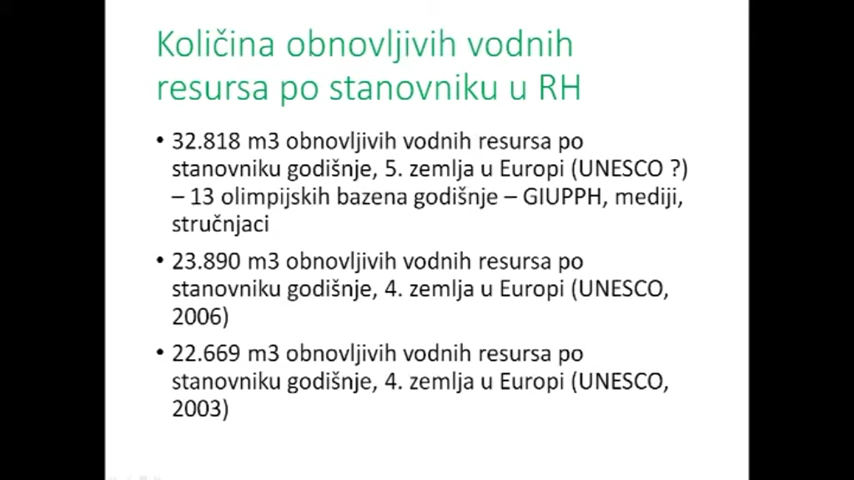 Količina obnovljivih vodnih
resursa po stanovniku u RH
• 32.818 m3 obnovljivih vodnih resursa po
stanovniku godišnje, 5. zemlja u Europi (UNESCO ?)
– 13 olimpijskih bazena godišnje – GIUPPH, mediji,
stručnjaci
• 23.890 m3 obnovljivih vodnih resursa po
stanovniku godišnje, 4. zemlja u Europi (UNESCO,
2006)
• 22.669 m3 obnovljivih vodnih resursa po
stanovniku godišnje, 4. zemlja u Europi (UNESCO,
2003)